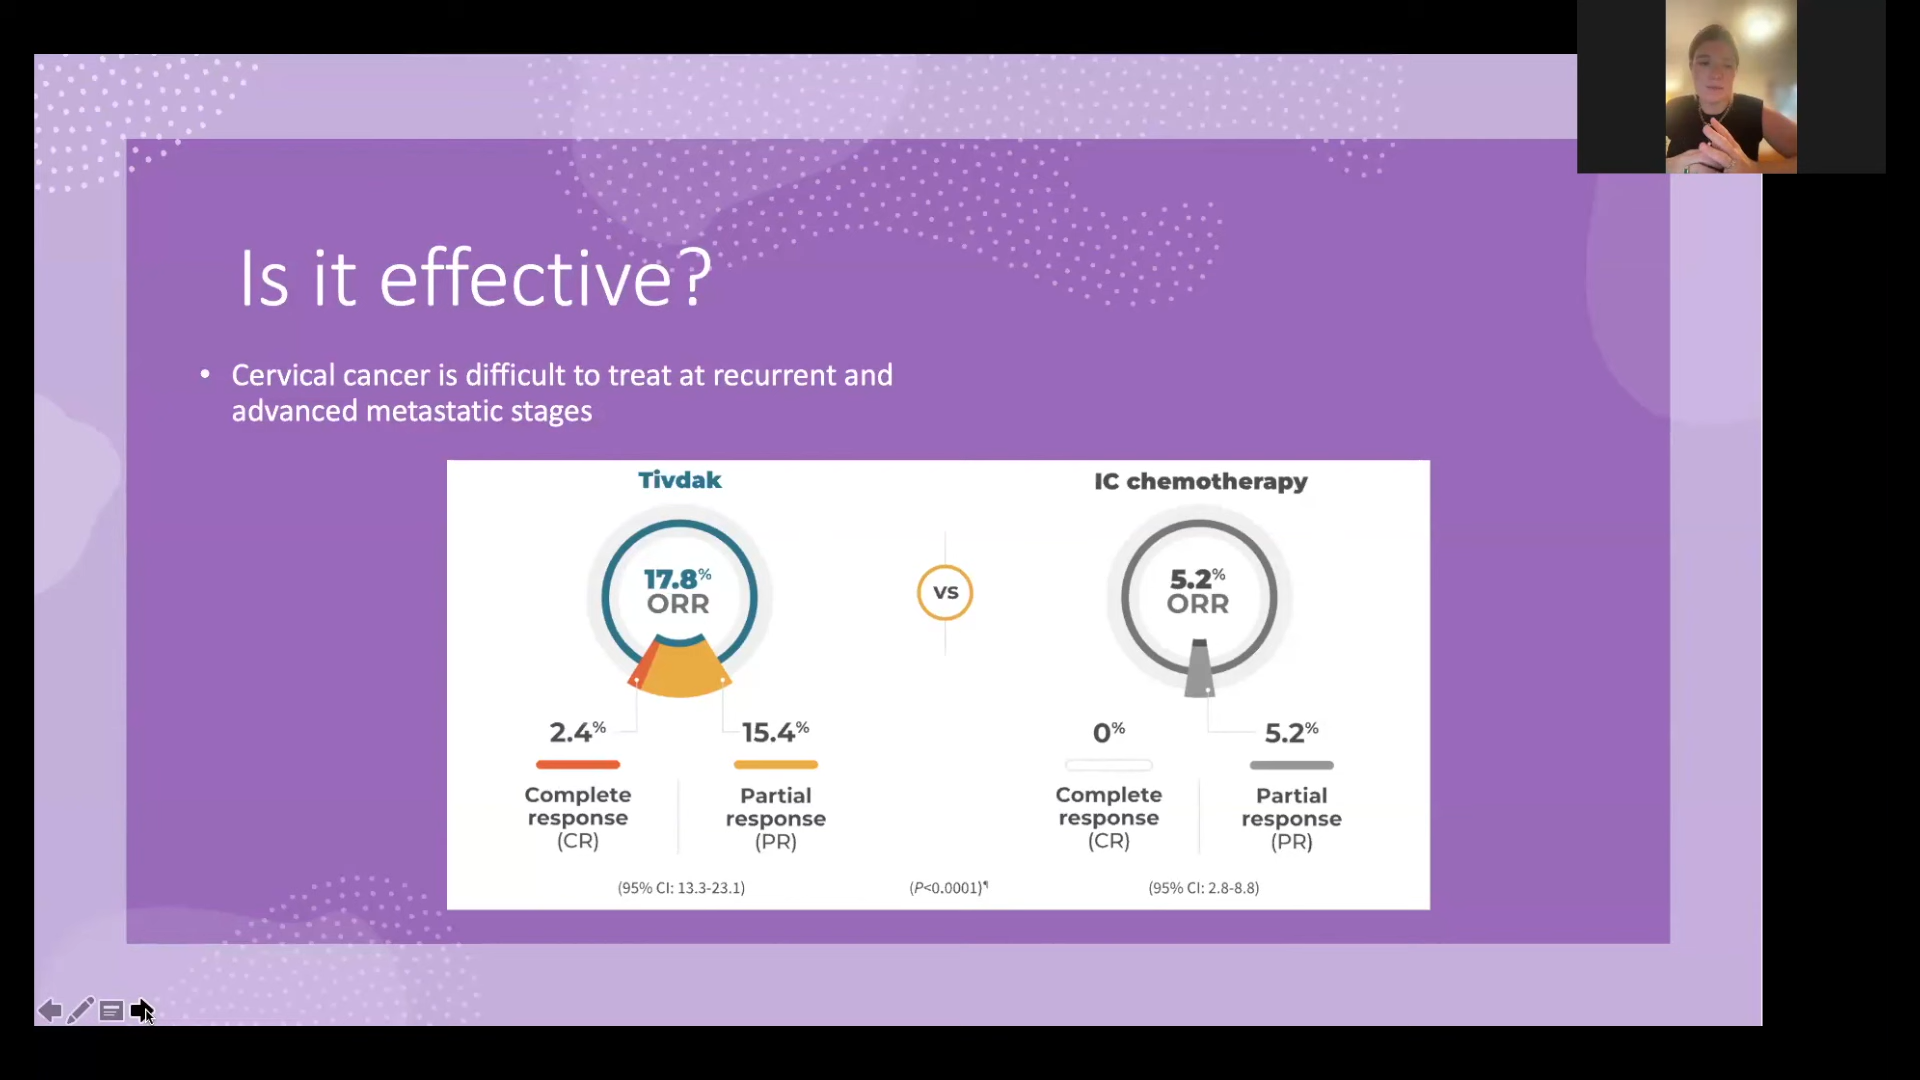 Is it effective?
• Cervical cancer is difficult to treat at recurrent and
advanced metastatic stages
Tivdak
17.8%
ORR
2.4%
Complete
response
(CR)
15.4%
Partial
response
(PR)
(95% CI: 13.3-23.1)
VS
(P<0.0001)¶
IC chemotherapy
5.2%
ORR
0%
Complete
response
(CR)
5.2%
Partial
response
(PR)
(95% CI: 2.8-8.8)